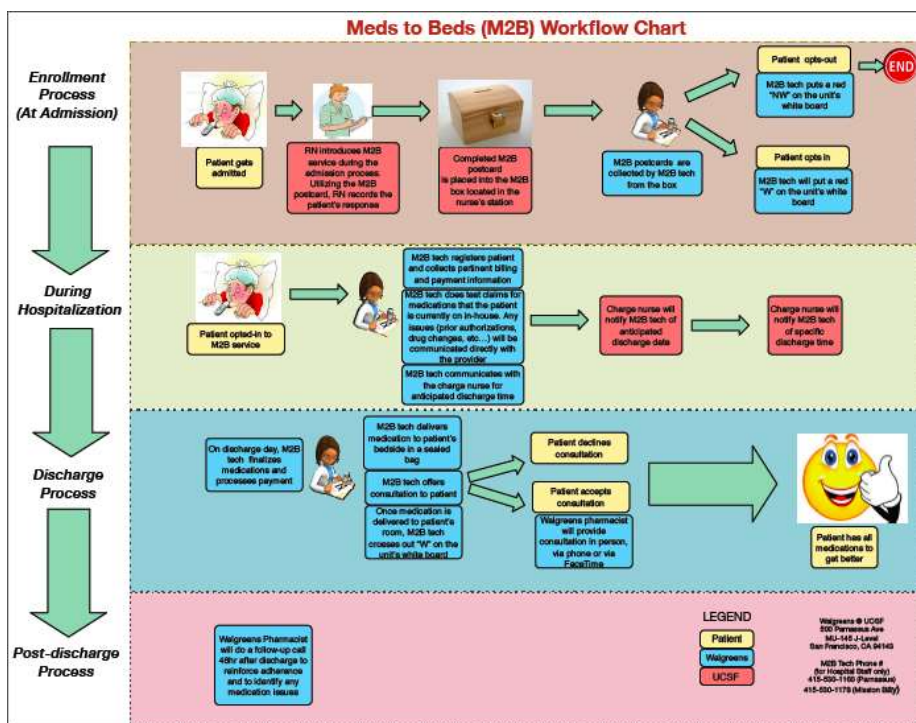 Meds to Beds (M2B) Workflow Chart
Enrollment
Process
(At Admission)
Patient gets
admitted
RN introduces M2B
service during the
admission process.
Utilizing the M2B
postcard, RN records
the patient's response
Completed M2B
postcard
is placed into the M2B
box located in the
nurse's station
M2B postcards are
collected by M2B tech
from the box
Patient opts-out
M2B tech puts a red
"NW" on the unit's
white board
END
Patient opts in
M2B tech will put a red
"W" on the unit's white
board
During
Hospitalization
Patient opted-in to
M2B service
M2B tech registers patient
and collects pertinent billing
and payment information
M2B tech does test claims for
medications that the patient
is currently on in-house. Any
issues (prior authorizations,
drug changes, etc...) will be
communicated directly with
the provider
M2B tech communicates with
the charge nurse for
anticipated discharge time
Charge nurse will
notify M2B tech of
anticipated
discharge date
Charge nurse will
notify M2B tech
of specific
discharge time
Discharge
Process
On discharge day, M2B
tech finalizes
medications and
processes payment
M2B tech delivers
medication to patient's
bedside in a sealed
bag
M2B tech offers
consultation to patient
Once medication is
delivered to patient's
room, M2B tech
crosses out "W" on the
unit's white board
Patient declines
consultation
Patient accepts
consultation
Walgreens pharmacist
will provide
consultation in person,
via phone or via
FaceTime
Patient has all
medications to
get better
Post-discharge
Process
Walgreens Pharmacist
will do a follow-up call
48hr after discharge to
reinforce adherance
and to identify any
medication issues
LEGEND
Patient
Walgreens
UCSF
Walgreens @ UCSF
500 Parnassus Ave
MU-145 J-Level
San Francisco, CA 94143
M2B Tech Phone #
(for Hospital Staff only)
(Parnassus)
(Mission Bay)